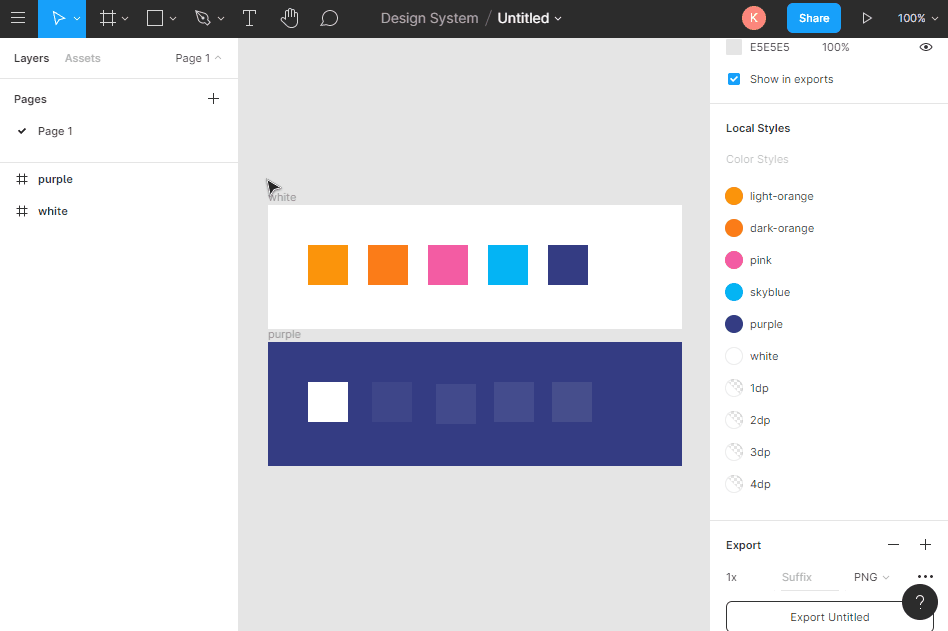 Design System / Untitled
K
Share
100%
Layers Assets Page 1
Pages
Page 1
purple
white
white
purple
E5E5E5 100%
Show in exports
Local Styles
Color Styles
light-orange
dark-orange
pink
skyblue
purple
white
1dp
2dp
3dp
4dp
Export
1x Suffix PNG
Export Untitled
?